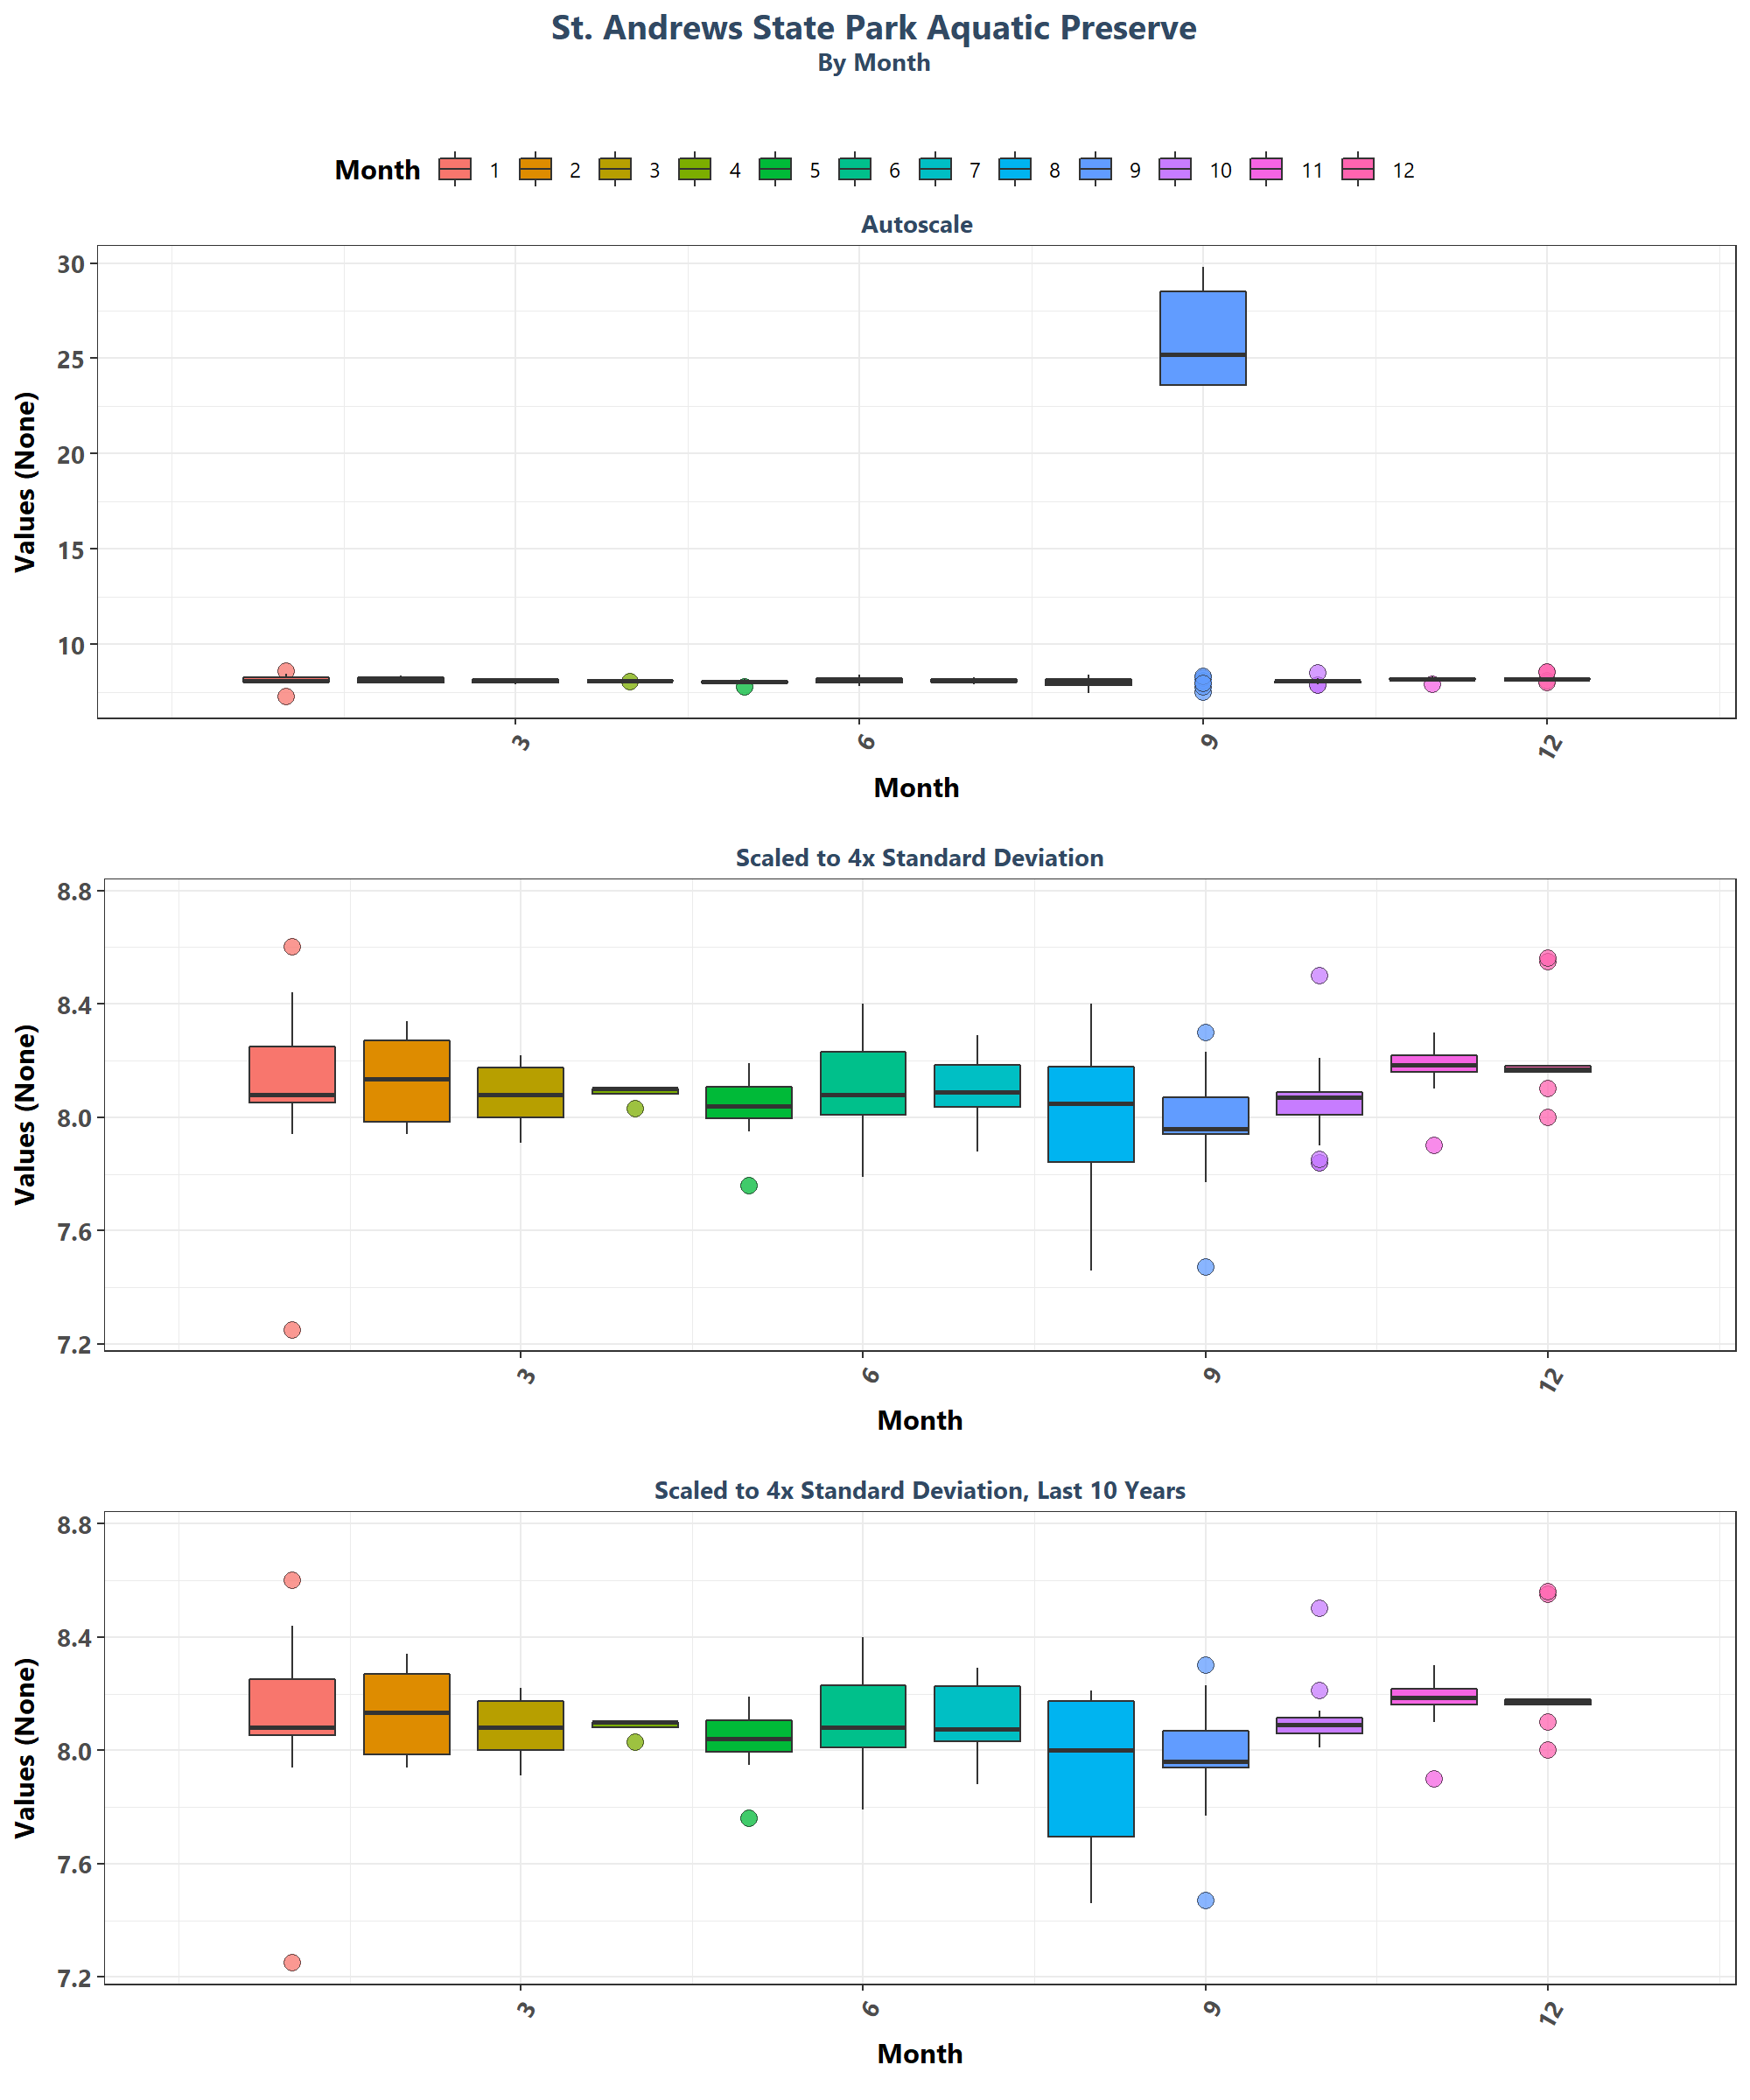 St. Andrews State Park Aquatic Preserve
By Month
Month 1 2 3 4 5 6 7 8 9 10 11 12
Autoscale
Values (None)
30
25
20
15
10
3 6 9 12
Month
Scaled to 4x Standard Deviation
Values (None)
8.8
8.4
8.0
7.6
7.2
3 6 9 12
Month
Scaled to 4x Standard Deviation, Last 10 Years
Values (None)
8.8
8.4
8.0
7.6
7.2
3 6 9 12
Month